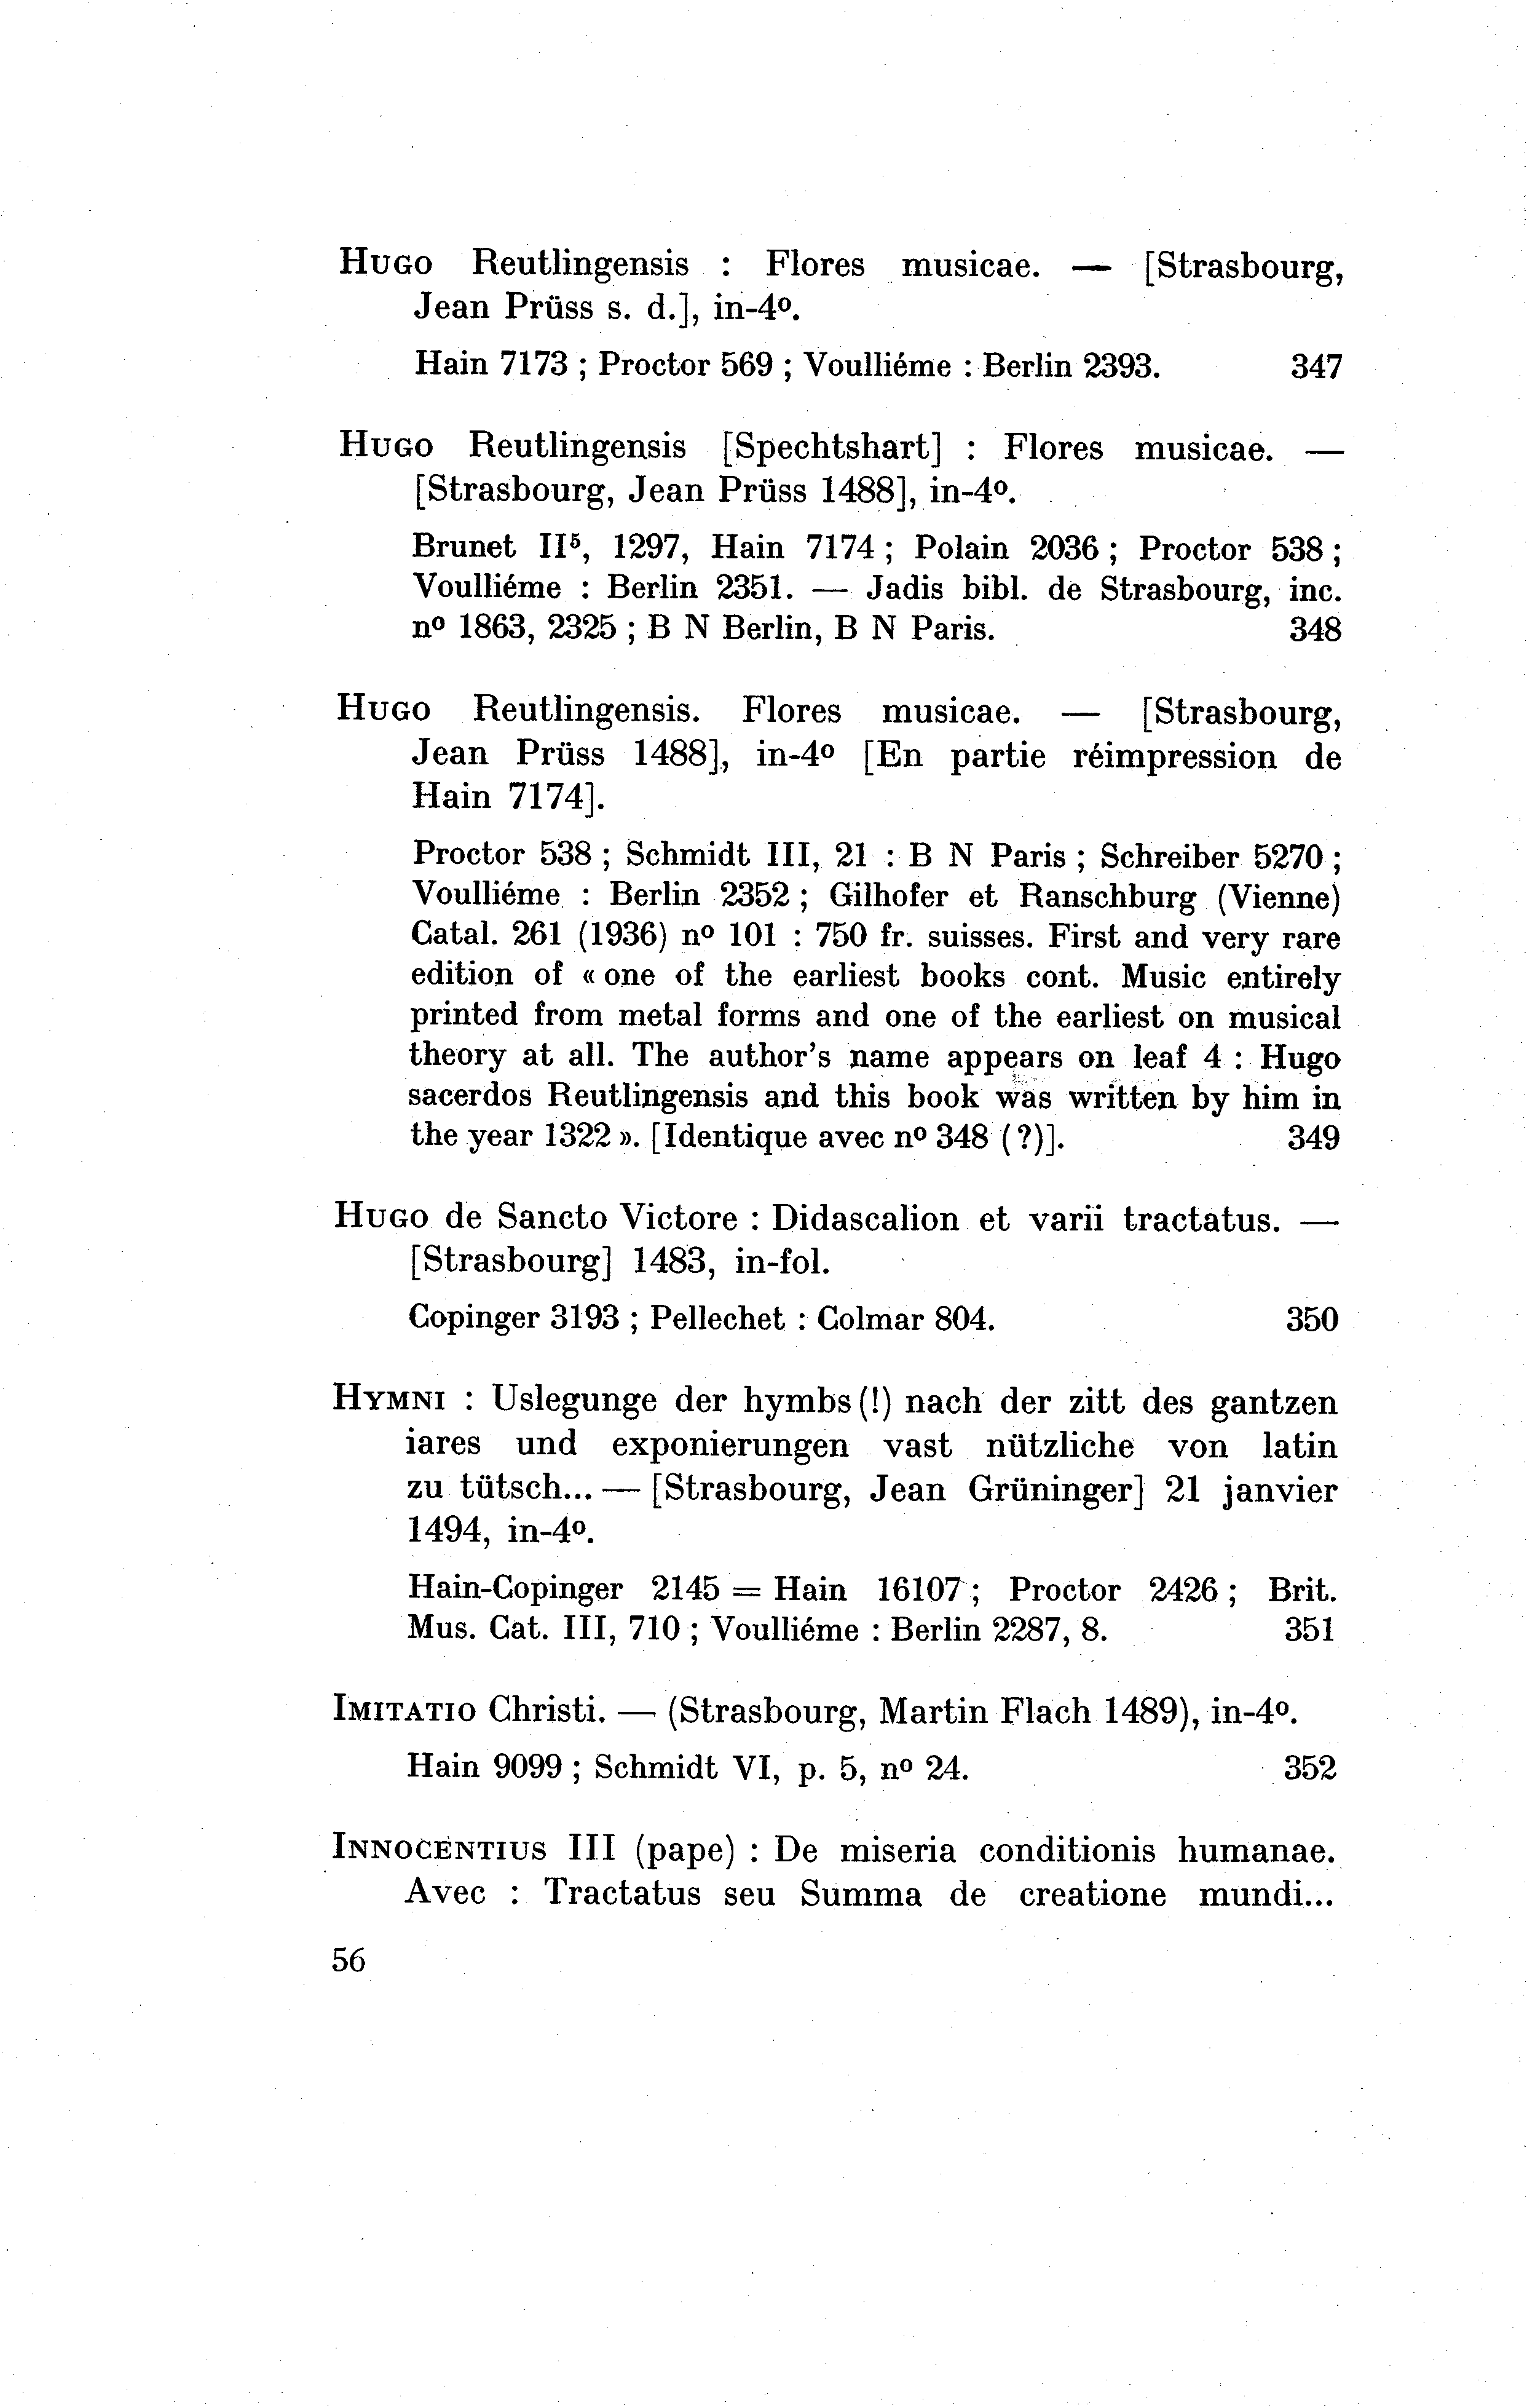 HUGO Reutlingensis : Flores musicae. — [Strasbourg,
Jean Prüss s. d.], in-4º.
Hain 7173 ; Proctor 569 ; Voulliéme : Berlin 2393. 347
HUGO Reutlingensis [Spechtshart] : Flores musicae. —
[Strasbourg, Jean Prüss 1488], in-4º.
Brunet II⁵, 1297, Hain 7174 ; Polain 2036 ; Proctor 538 ;
Voulliéme : Berlin 2351. — Jadis bibl. de Strasbourg, inc.
nº 1863, 2325 ; B N Berlin, B N Paris. 348
HUGO Reutlingensis. Flores musicae. — [Strasbourg,
Jean Prüss 1488], in-4º [En partie réimpression de
Hain 7174].
Proctor 538 ; Schmidt III, 21 : B N Paris ; Schreiber 5270 ;
Voulliéme : Berlin 2352 ; Gilhofer et Ranschburg (Vienne)
Catal. 261 (1936) nº 101 : 750 fr. suisses. First and very rare
edition of « one of the earliest books cont. Music entirely
printed from metal forms and one of the earliest on musical
theory at all. The author's name appears on leaf 4 : Hugo
sacerdos Reutlingensis and this book was written by him in
the year 1322 ». [Identique avec nº 348 (?)]. 349
HUGO de Sancto Victore : Didascalion et varii tractatus. —
[Strasbourg] 1483, in-fol.
Copinger 3193 ; Pellechet : Colmar 804. 350
HYMNI : Uslegunge der hymbs (!) nach der zitt des gantzen
iares und exponierungen vast nützliche von latin
zu tütsch... — [Strasbourg, Jean Grüninger] 21 janvier
1494, in-4º.
Hain-Copinger 2145 = Hain 16107 ; Proctor 2426 ; Brit.
Mus. Cat. III, 710 ; Voulliéme : Berlin 2287, 8. 351
IMITATIO Christi. — (Strasbourg, Martin Flach 1489), in-4º.
Hain 9099 ; Schmidt VI, p. 5, nº 24. 352
INNOCENTIUS III (pape) : De miseria conditionis humanae.
Avec : Tractatus seu Summa de creatione mundi...
56